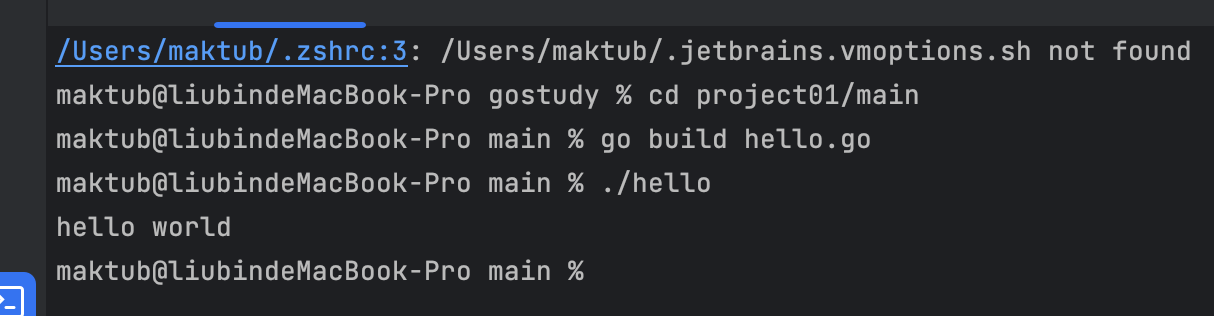 /Users/maktub/.zshrc:3: /Users/maktub/.jetbrains.vmoptions.sh not found
maktub@liubindeMacBook-Pro gostudy % cd project01/main
maktub@liubindeMacBook-Pro main % go build hello.go
maktub@liubindeMacBook-Pro main % ./hello
hello world
maktub@liubindeMacBook-Pro main %